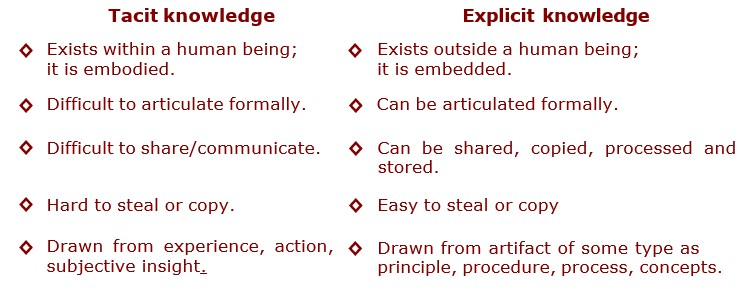 Tacit knowledge
Exists within a human being;
it is embodied.
Difficult to articulate formally.
Difficult to share/communicate.
Hard to steal or copy.
Drawn from experience, action,
subjective insight.
Explicit knowledge
Exists outside a human being;
it is embedded.
Can be articulated formally.
Can be shared, copied, processed and
stored.
Easy to steal or copy
Drawn from artifact of some type as
principle, procedure, process, concepts.